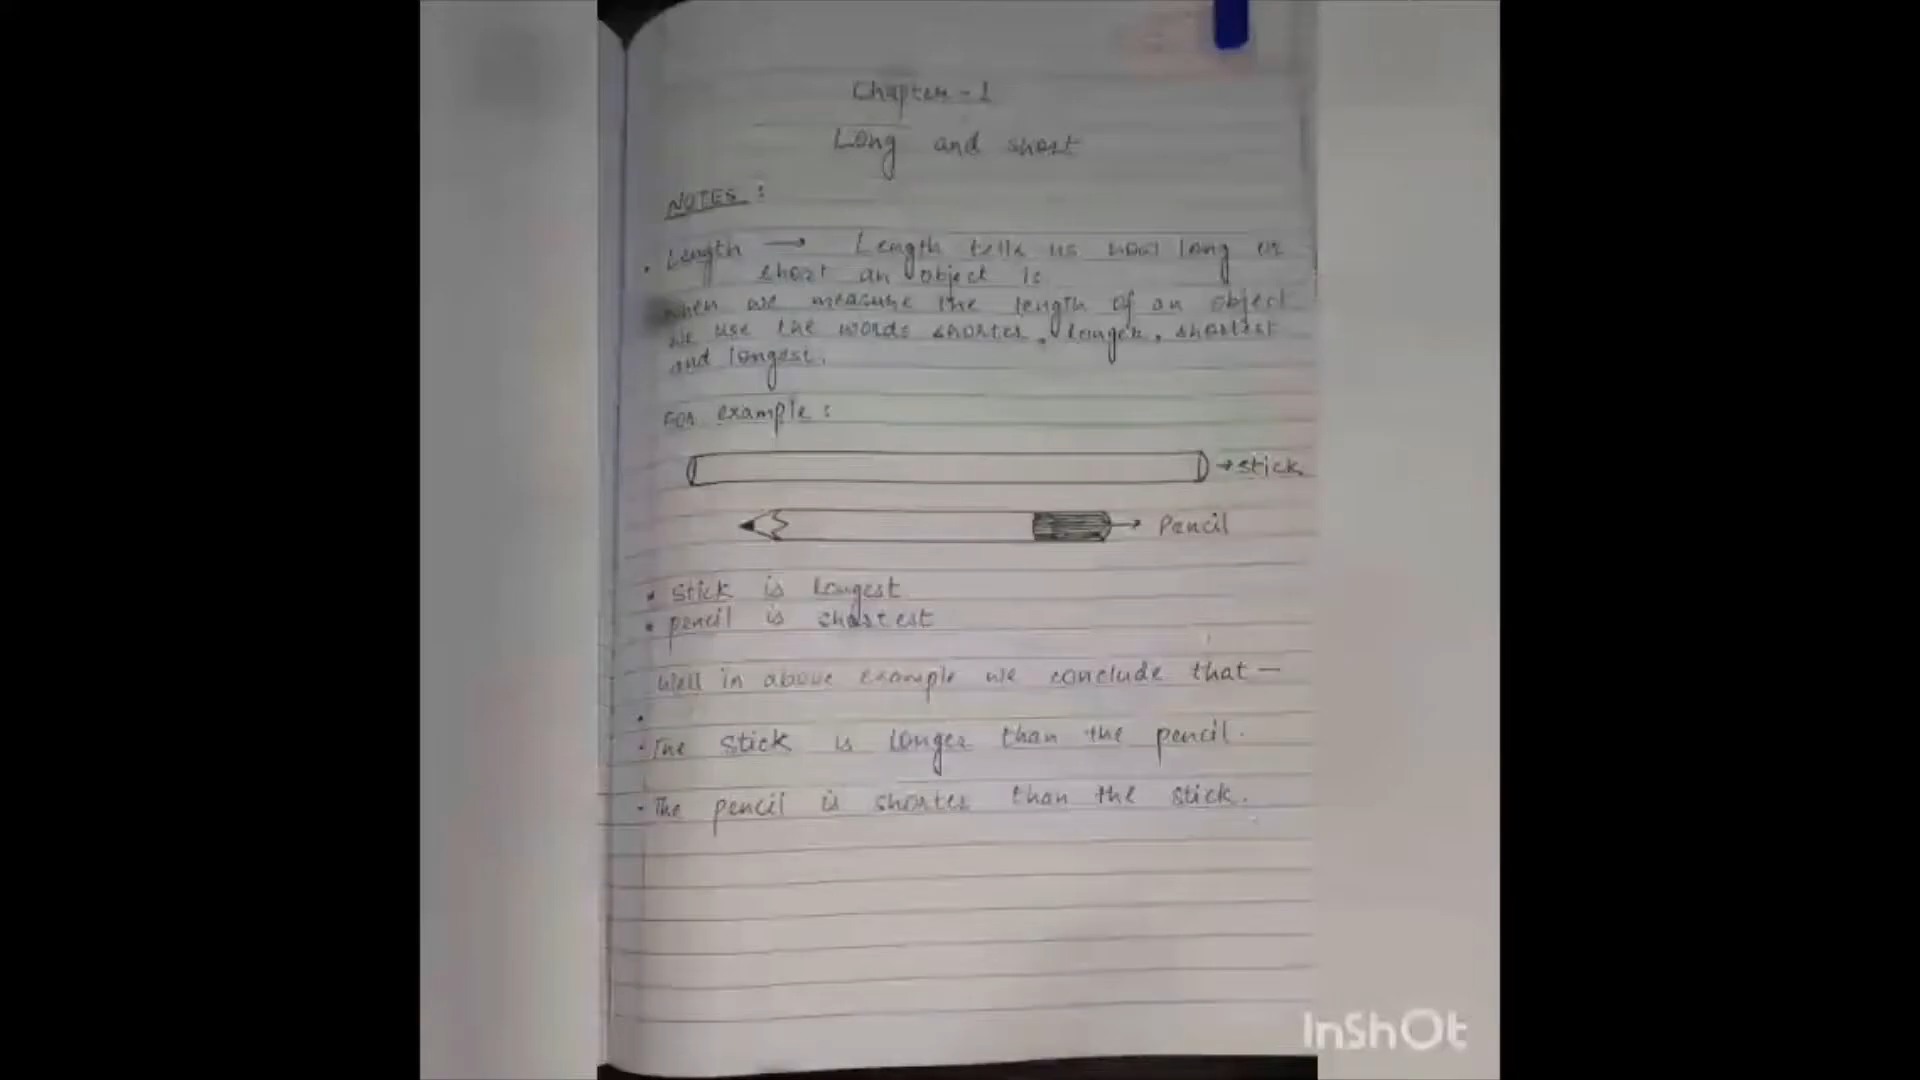 Chapter - 1
Long and short
NOTES :
• Length → Length tells us how long or
short an object is
when we measure the length of an object
we use the words shorter, longer, shortest
and longest.
For example :
→ stick
→ Pencil
• Stick is longest
• pencil is shortest
Well in above example we conclude that —
•
• The stick is longer than the pencil.
• The pencil is shorter than the stick.
InShOt